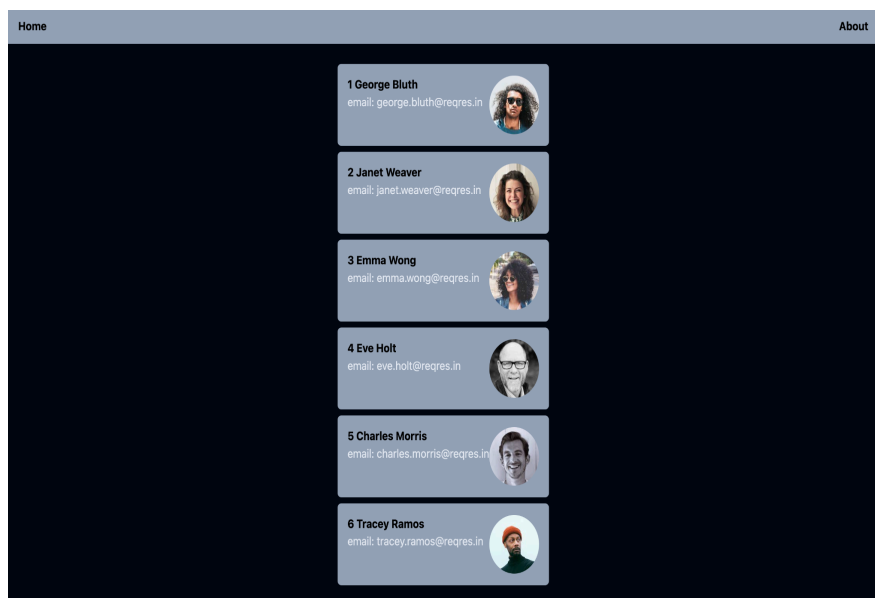 Home
About
1 George Bluth
email: george.bluth@reqres.in
2 Janet Weaver
email: janet.weaver@reqres.in
3 Emma Wong
email: emma.wong@reqres.in
4 Eve Holt
email: eve.holt@reqres.in
5 Charles Morris
email: charles.morris@reqres.in
6 Tracey Ramos
email: tracey.ramos@reqres.in